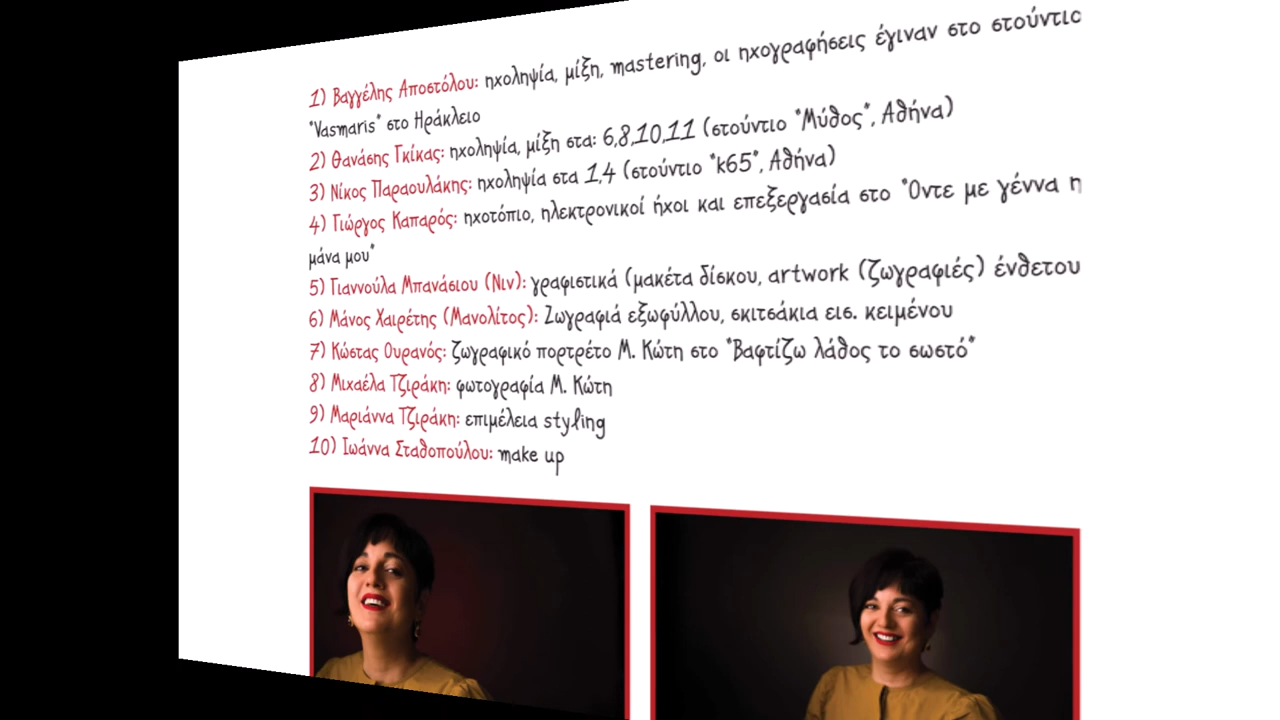 1) Βαγγέλης Αποστόλου: ηχοληψία, μίξη, mastering, οι ηχογραφήσεις έγιναν στο στούντιο
"Vasmaris" στο Ηράκλειο
2) Θανάσης Γκίκας: ηχοληψία, μίξη στα: 6,8,10,11 (στούντιο "Μύθος", Αθήνα)
3) Νίκος Παραουλάκης: ηχοληψία στα 1,4 (στούντιο "k65", Αθήνα)
4) Γιώργος Καπαρός: ηχοτόπιο, ηλεκτρονικοί ήχοι και επεξεργασία στο "Όντε με γέννα η
μάνα μου"
5) Γιαννούλα Μπανάσιου (Νιν): γραφιστικά (μακέτα δίσκου, artwork (ζωγραφιές) ένθετου
6) Μάνος Χαιρέτης (Μανολίτος): Ζωγραφιά εξωφύλλου, σκιτσάκια εισ. κειμένου
7) Κώστας Ουρανός: ζωγραφικό πορτρέτο Μ. Κώτη στο "Βαφτίζω λάθος το σωστό"
8) Μιχαέλα Τζιράκη: φωτογραφία Μ. Κώτη
9) Μαριάννα Τζιράκη: επιμέλεια styling
10) Ιωάννα Σταθοπούλου: make up